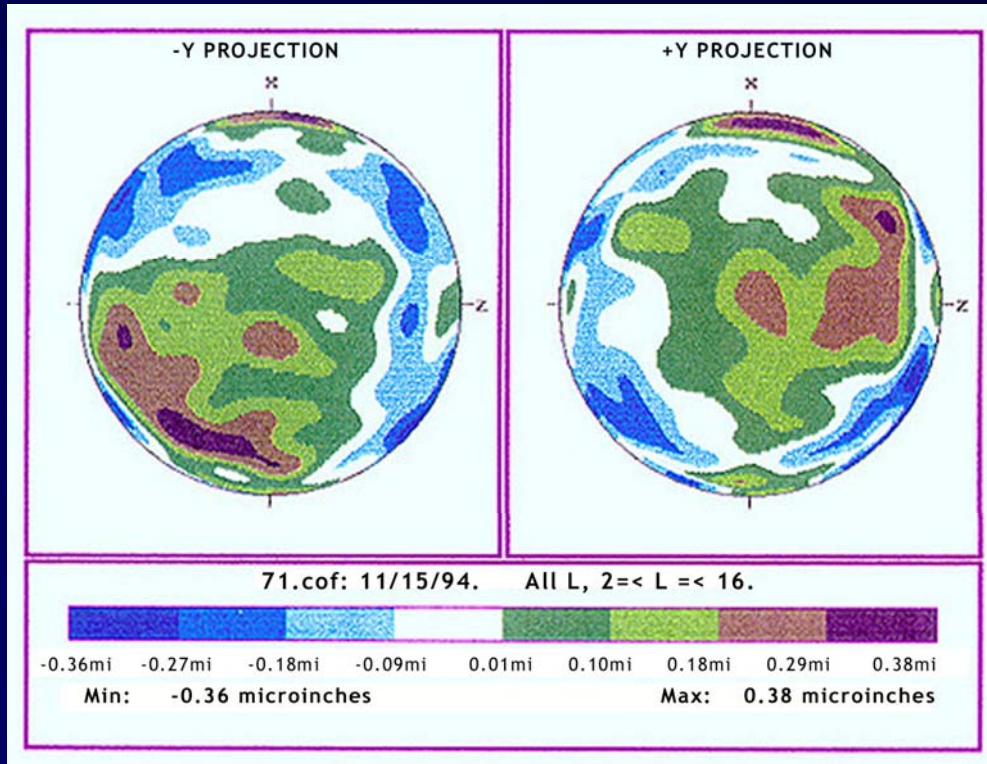 -Y PROJECTION
+Y PROJECTION
X
X
Z
Z
71.cof: 11/15/94. All L, 2=< L =< 16.
-0.36mi -0.27mi -0.18mi -0.09mi 0.01mi 0.10mi 0.18mi 0.29mi 0.38mi
Min: -0.36 microinches Max: 0.38 microinches